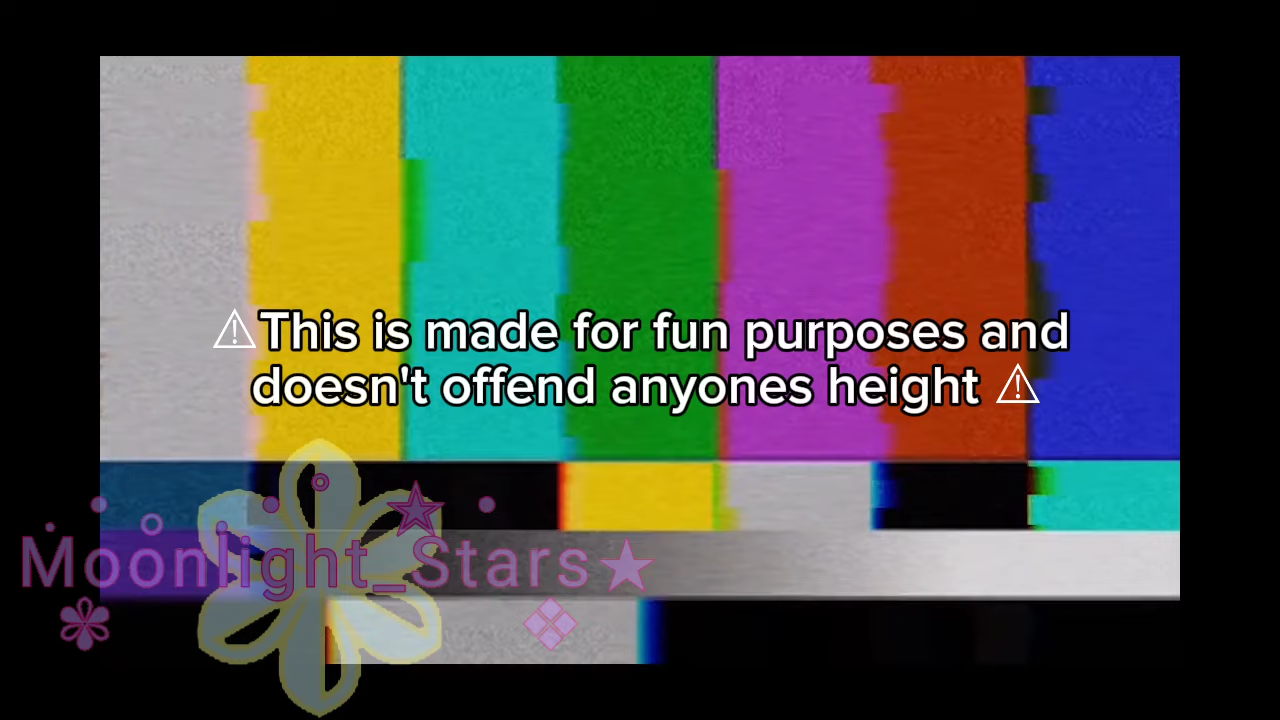 ⚠This is made for fun purposes and
doesn't offend anyones height ⚠
Moonlight_Stars★